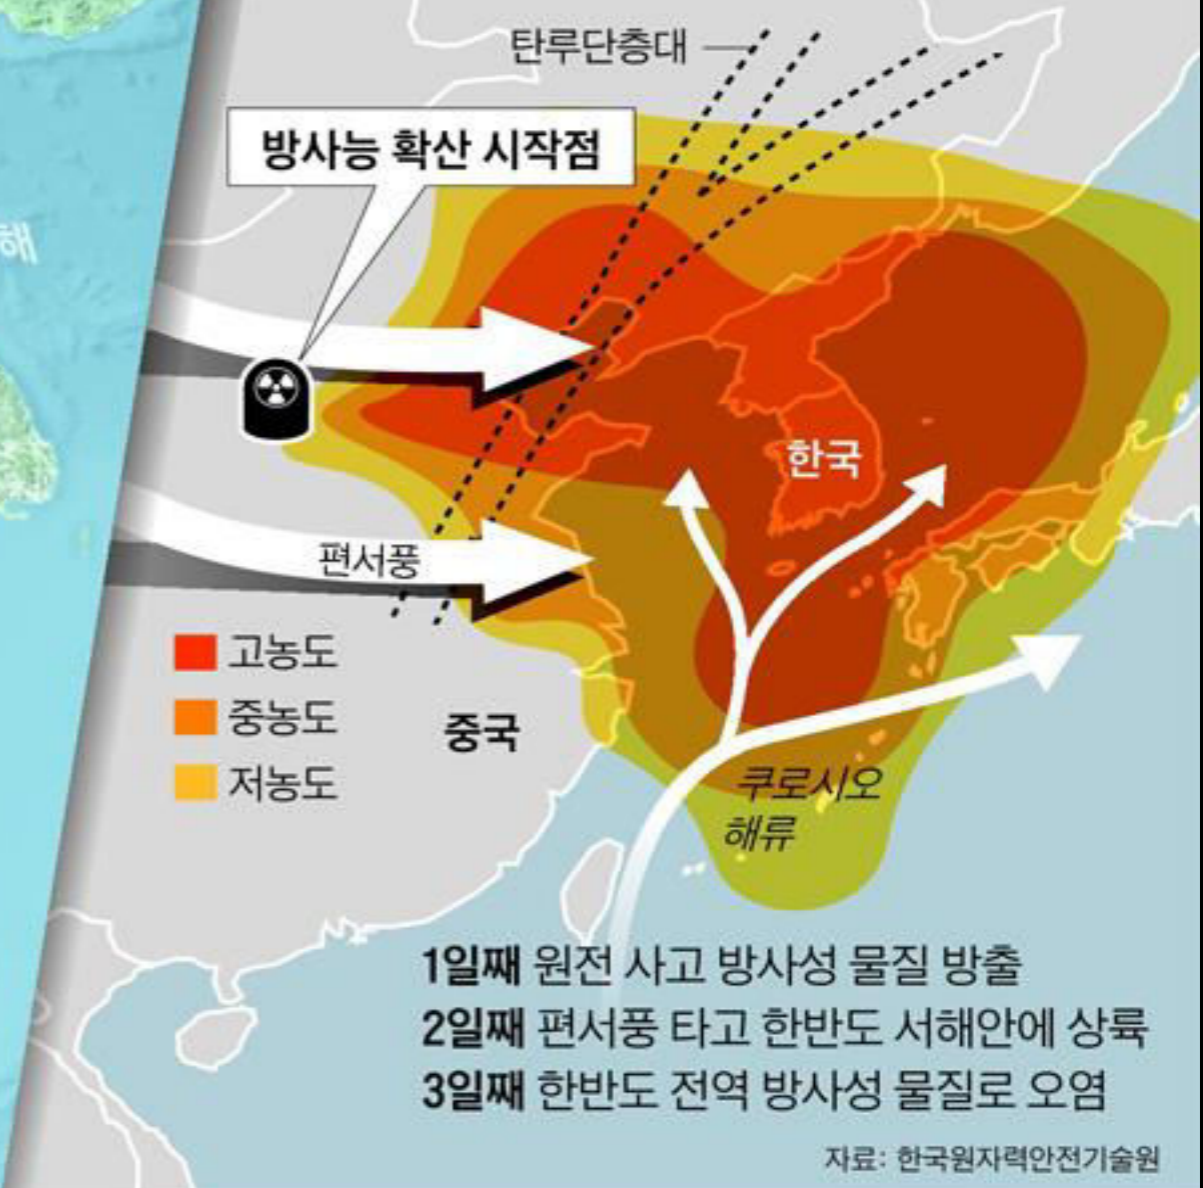 탄루단층대
방사능 확산 시작점
해
한국
편서풍
고농도
중농도
저농도
중국
쿠로시오
해류
1일째 원전 사고 방사성 물질 방출
2일째 편서풍 타고 한반도 서해안에 상륙
3일째 한반도 전역 방사성 물질로 오염
자료: 한국원자력안전기술원